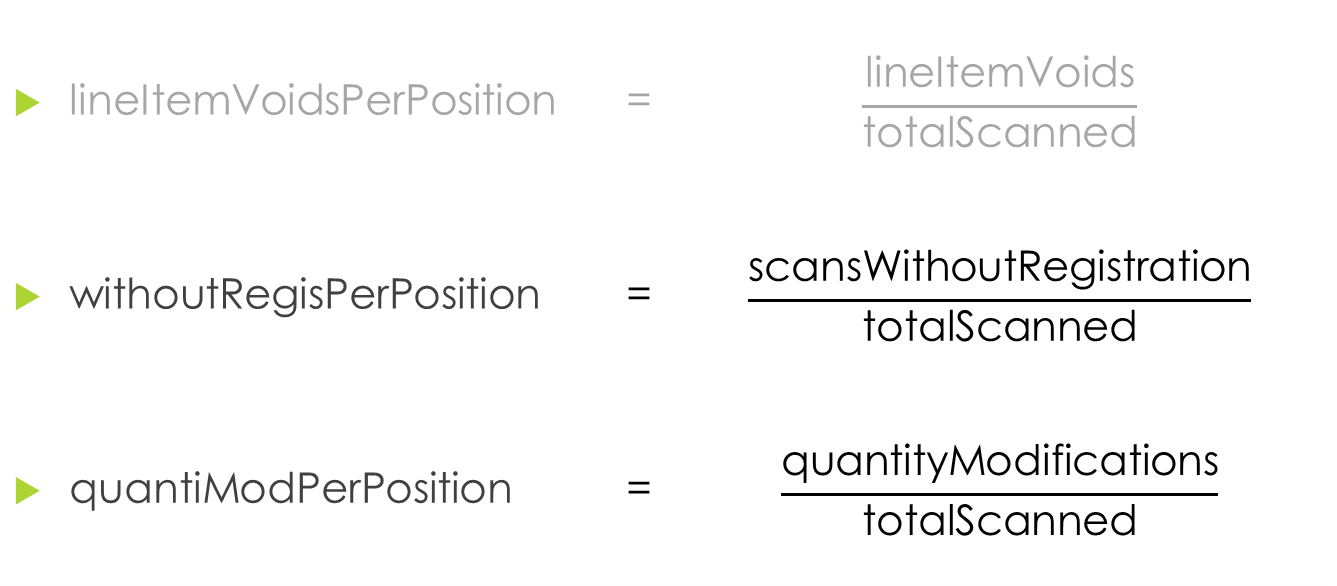 lineItemVoidsPerPosition = lineItemVoids
totalScanned
withoutRegisPerPosition = scansWithoutRegistration
totalScanned
quantiModPerPosition = quantityModifications
totalScanned